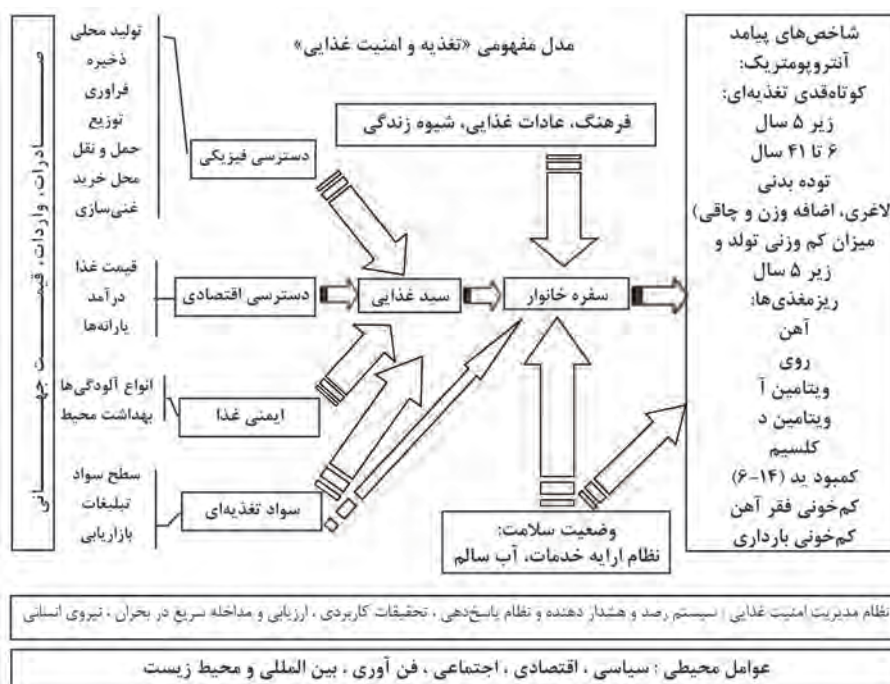 مدل مفهومی «تغذیه و امنیت غذایی»
صــادرات، واردات، قیمــت جهــانی
تولید محلی
ذخیره
فراوری
توزیع
حمل و نقل
محل خرید
غنی‌سازی
دسترسی فیزیکی
قیمت غذا
درآمد
یارانه‌ها
دسترسی اقتصادی
انواع آلودگی‌ها
بهداشت محیط
ایمنی غذا
سطح سواد
تبلیغات
بازاریابی
سواد تغذیه‌ای
سبد غذایی
فرهنگ، عادات غذایی، شیوه زندگی
سفره خانوار
وضعیت سلامت:
نظام ارایه خدمات، آب سالم
شاخص‌های پیامد
آنتروپومتریک:
کوتاه‌قدی تغذیه‌ای:
زیر ۵ سال
۶ تا ۴۱ سال
توده بدنی
لاغری، اضافه وزن و چاقی)
میزان کم وزنی تولد و
زیر ۵ سال
ریزمغذی‌ها:
آهن
روی
ویتامین آ
ویتامین د
کلسیم
کمبود ید (۱۴-۶)
کم‌خونی فقر آهن
کم‌خونی بارداری
نظام مدیریت امنیت غذایی : سیستم رصد و هشدار دهنده و نظام پاسخ‌دهی ، تحقیقات کاربردی ، ارزیابی و مداخله سریع در بحران ، نیروی انسانی
عوامل محیطی : سیاسی ، اقتصادی ، اجتماعی ، فن آوری ، بین المللی و محیط زیست